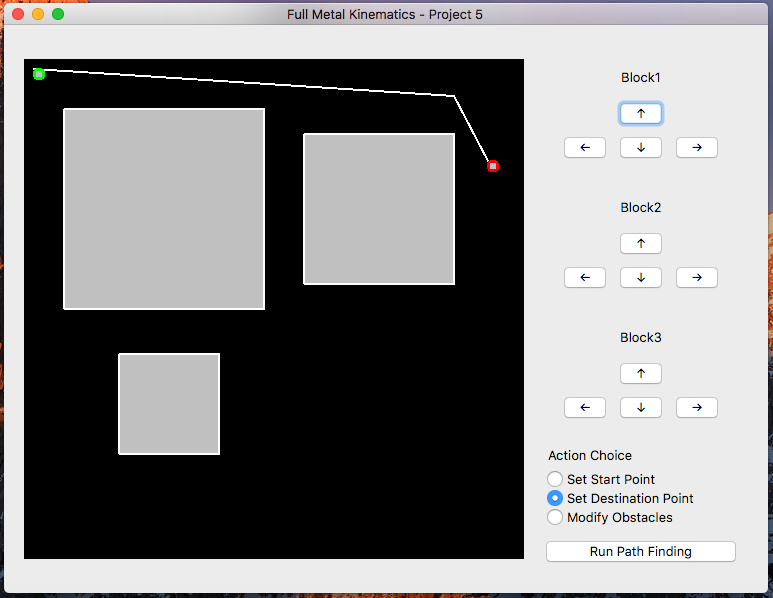 Full Metal Kinematics - Project 5
Block1
↑
← ↓ →
Block2
↑
← ↓ →
Block3
↑
← ↓ →
Action Choice
Set Start Point
Set Destination Point
Modify Obstacles
Run Path Finding